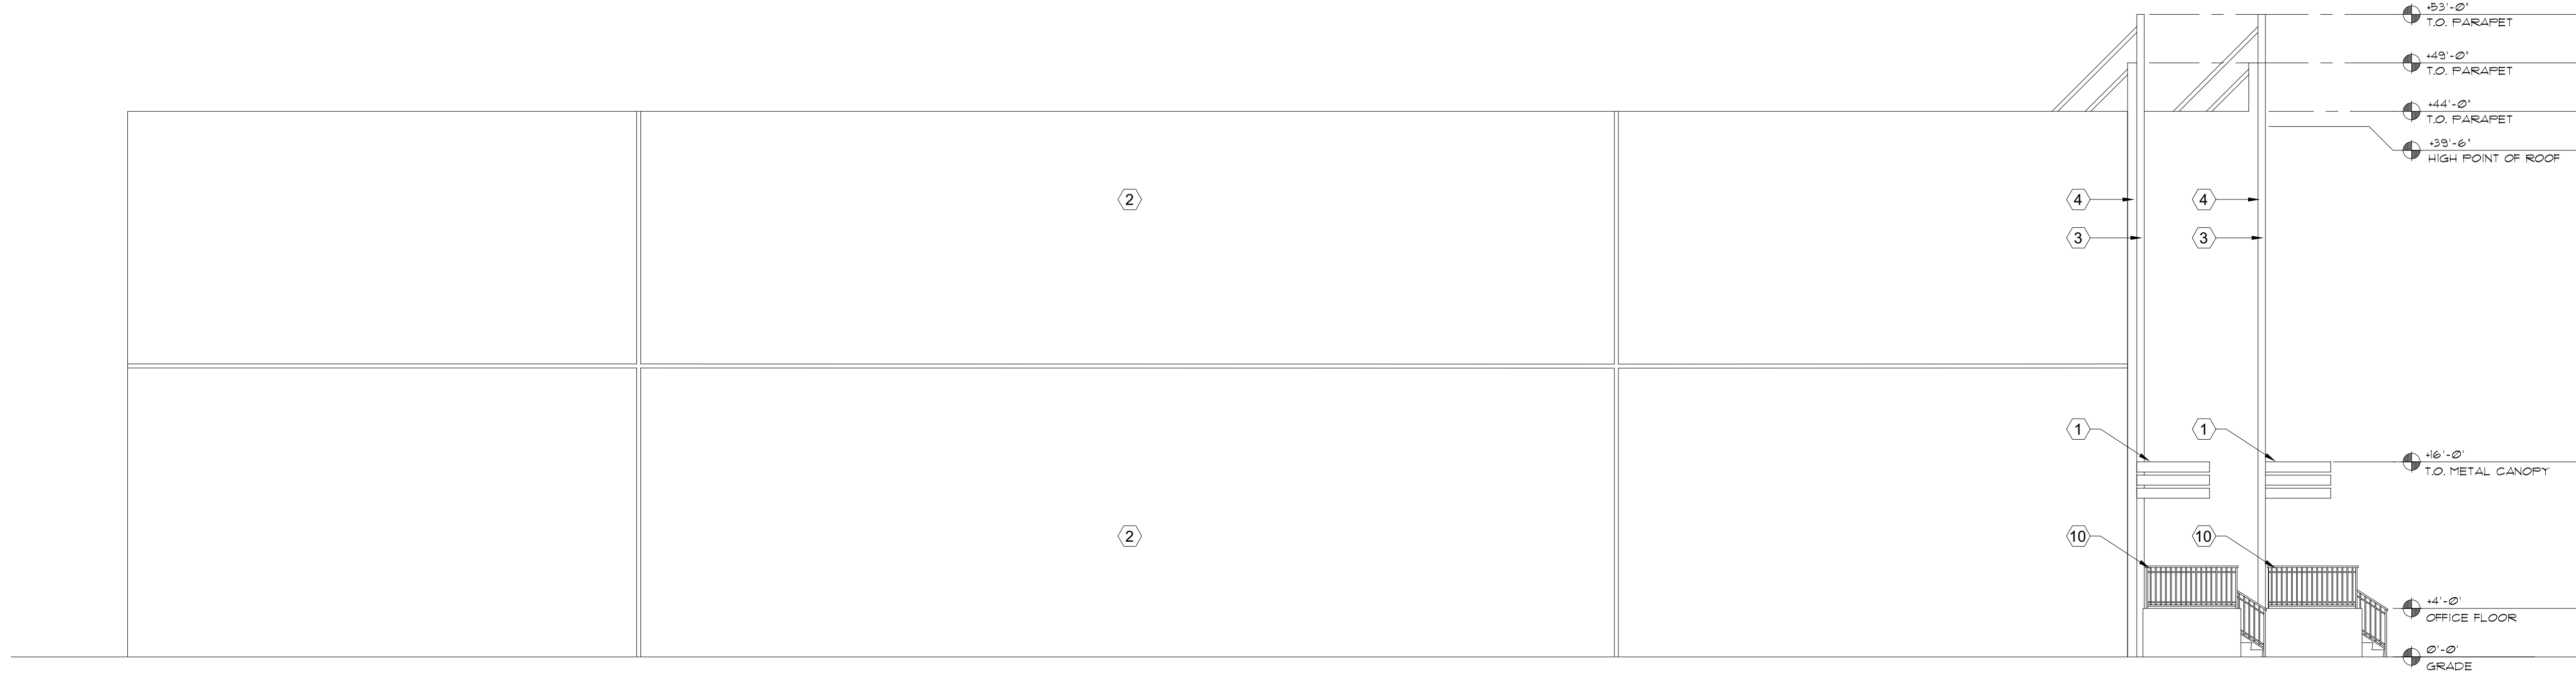 +53'-0"
T.O. PARAPET
+49'-0"
T.O. PARAPET
+44'-0"
T.O. PARAPET
+39'-6"
HIGH POINT OF ROOF
2
4
4
3
3
1
1
+16'-0'
T.O. METAL CANOPY
2
10
10
+4'-0'
OFFICE FLOOR
0'-0'
GRADE